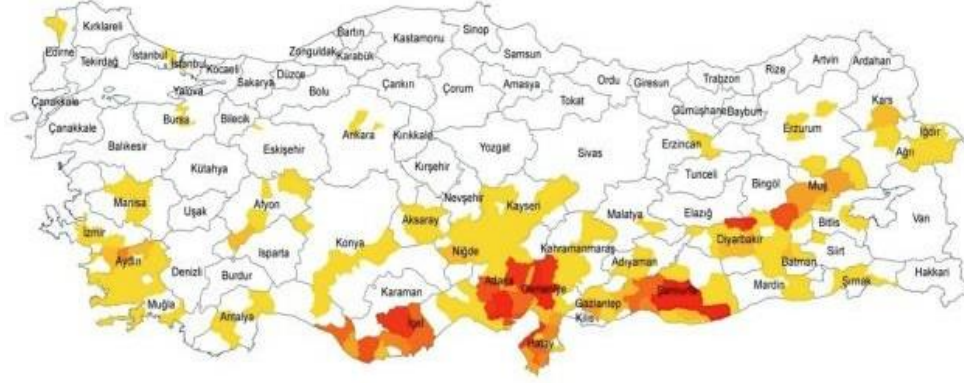 Kırklareli
Edirne
Tekirdağ
İstanbul
İstanbul
Kocaeli
Yalova
Sakarya
Düzce
Zonguldak
Bartın
Karabük
Kastamonu
Sinop
Samsun
Bolu
Çankırı
Çorum
Amasya
Tokat
Ordu
Giresun
Trabzon
Rize
Artvin
Ardahan
Gümüşhane
Bayburt
Kars
Iğdır
Ağrı
Erzurum
Erzincan
Çanakkale
Çanakkale
Balıkesir
Bursa
Bilecik
Eskişehir
Kütahya
Ankara
Kırıkkale
Kırşehir
Yozgat
Sivas
Tunceli
Bingöl
Muş
Van
Manisa
Uşak
Afyon
İzmir
Aydın
Denizli
Burdur
Isparta
Konya
Aksaray
Nevşehir
Kayseri
Niğde
Malatya
Elazığ
Kahramanmaraş
Adıyaman
Diyarbakır
Bitlis
Siirt
Batman
Mardin
Şırnak
Hakkari
Muğla
Antalya
Karaman
İçel
Adana
Osmaniye
Gaziantep
Kilis
Şanlıurfa
Hatay